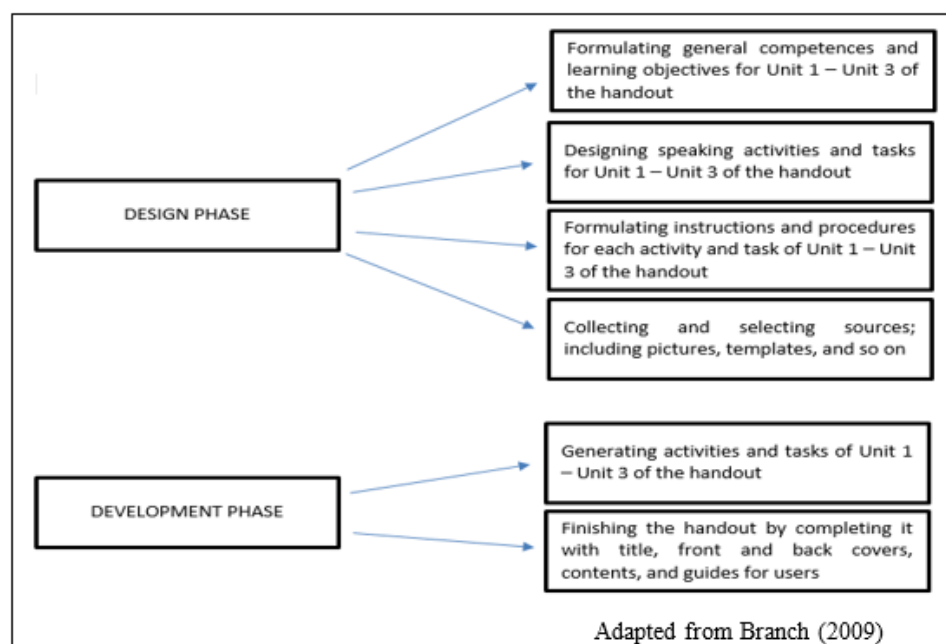 Formulating general competences and
learning objectives for Unit 1 – Unit 3 of
the handout
Designing speaking activities and tasks
for Unit 1 – Unit 3 of the handout
DESIGN PHASE
Formulating instructions and procedures
for each activity and task of Unit 1 – Unit
3 of the handout
Collecting and selecting sources;
including pictures, templates, and so on
Generating activities and tasks of Unit 1
– Unit 3 of the handout
DEVELOPMENT PHASE
Finishing the handout by completing it
with title, front and back covers,
contents, and guides for users
Adapted from Branch (2009)